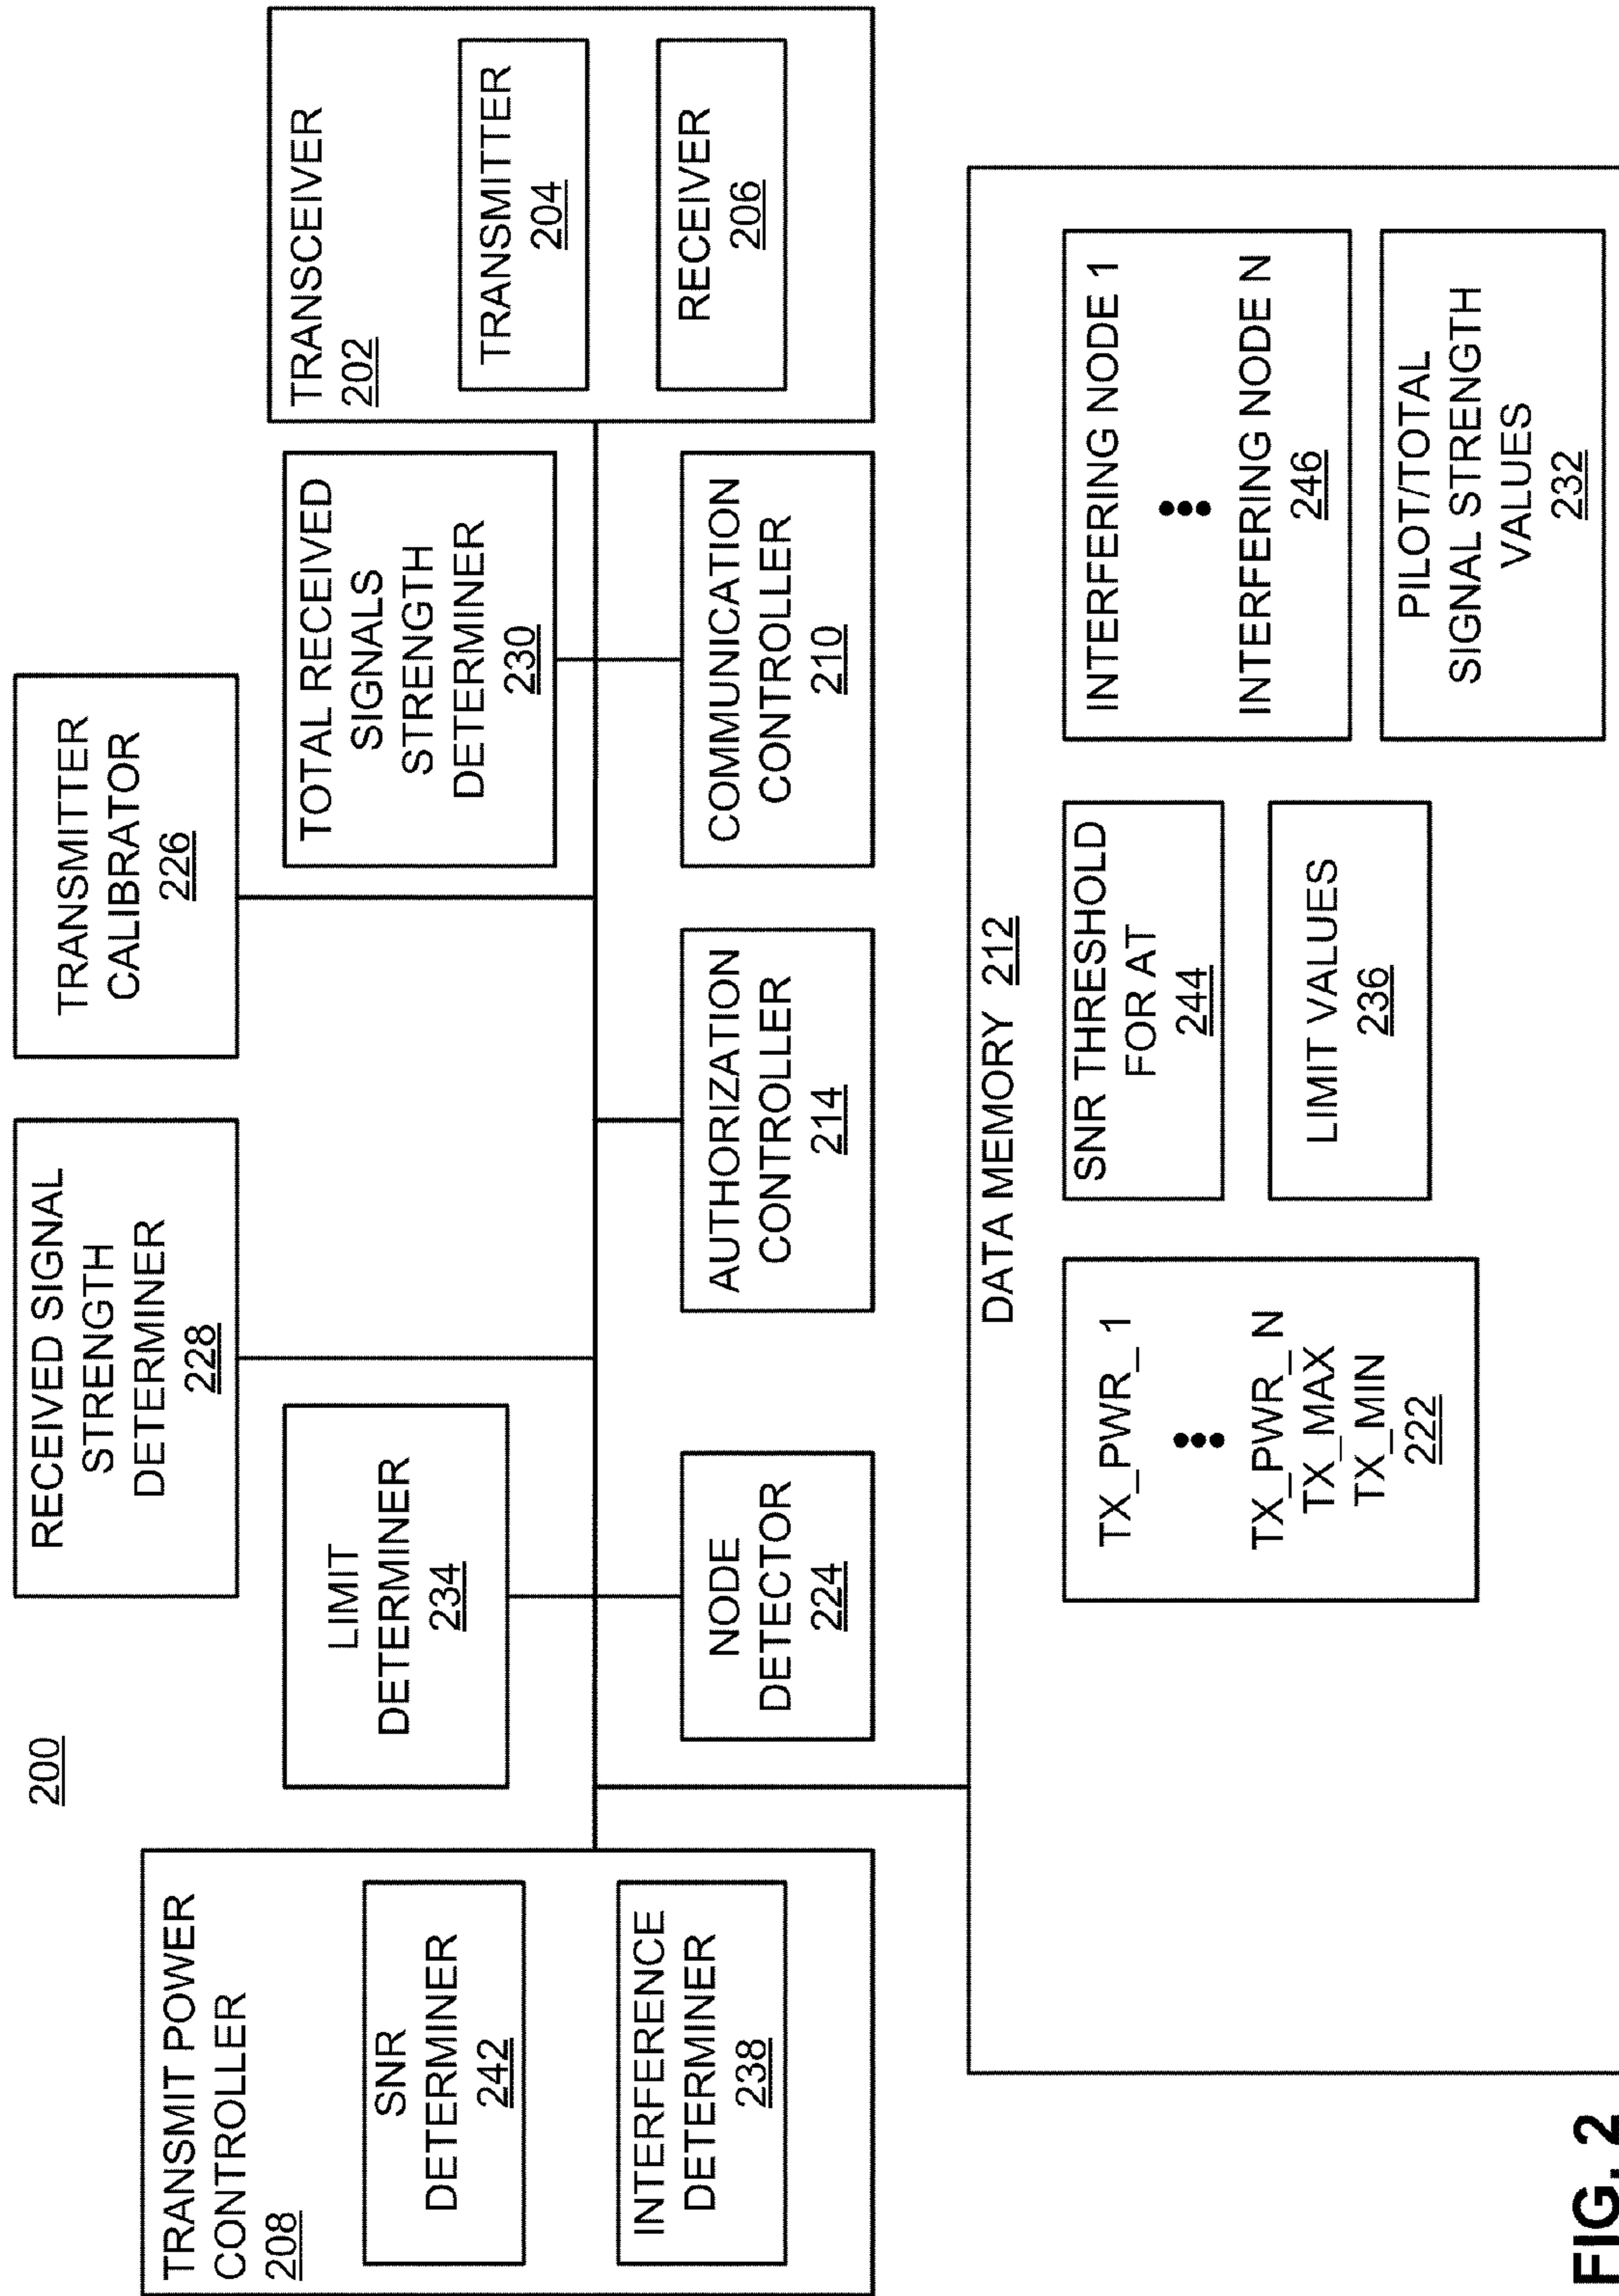 200
TRANSMIT POWER
CONTROLLER
208
SNR
DETERMINER
242
INTERFERENCE
DETERMINER
238
RECEIVED SIGNAL
STRENGTH
DETERMINER
228
TRANSMITTER
CALIBRATOR
226
LIMIT
DETERMINER
234
TOTAL RECEIVED
SIGNALS
STRENGTH
DETERMINER
230
TRANSCEIVER
202
TRANSMITTER
204
RECEIVER
206
NODE
DETECTOR
224
AUTHORIZATION
CONTROLLER
214
COMMUNICATION
CONTROLLER
210
DATA MEMORY 212
TX_PWR_1
TX_PWR_N
TX_MAX
TX_MIN
222
SNR THRESHOLD
FOR AT
244
LIMIT VALUES
236
INTERFERING NODE 1
INTERFERING NODE N
246
PILOT/TOTAL
SIGNAL STRENGTH
VALUES
232
FIG. 2